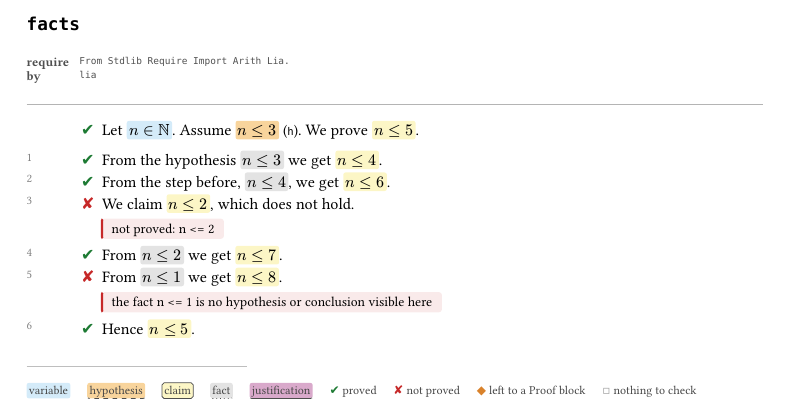 facts
require From Stdlib Require Import Arith Lia.
by lia
✔ Let n ∈ ℕ. Assume n ≤ 3 (h). We prove n ≤ 5.
1 ✔ From the hypothesis n ≤ 3 we get n ≤ 4.
2 ✔ From the step before, n ≤ 4, we get n ≤ 6.
3 ✘ We claim n ≤ 2, which does not hold.
not proved: n <= 2
4 ✔ From n ≤ 2 we get n ≤ 7.
5 ✘ From n ≤ 1 we get n ≤ 8.
the fact n <= 1 is no hypothesis or conclusion visible here
6 ✔ Hence n ≤ 5.
variable hypothesis claim fact justification ✔ proved ✘ not proved ◆ left to a Proof block □ nothing to check